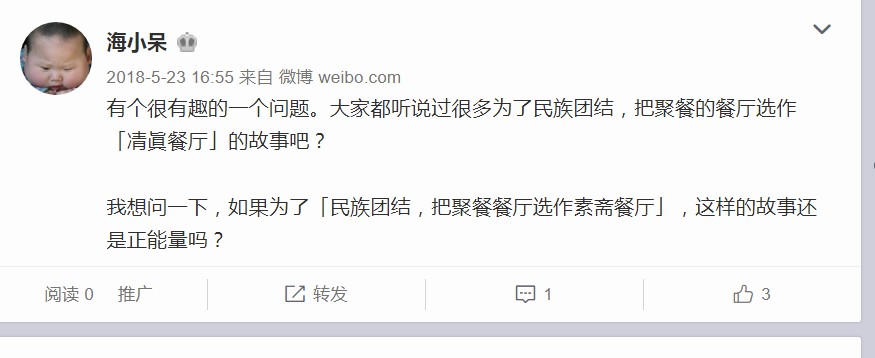 海小呆
2018-5-23 16:55 来自 微博 weibo.com
有个很有趣的一个问题。大家都听说过很多为了民族团结，把聚餐的餐厅选作
「凊眞餐厅」的故事吧？
我想问一下，如果为了「民族团结，把聚餐餐厅选作素斋餐厅」，这样的故事还
是正能量吗？
阅读 0 推广 转发 1 3